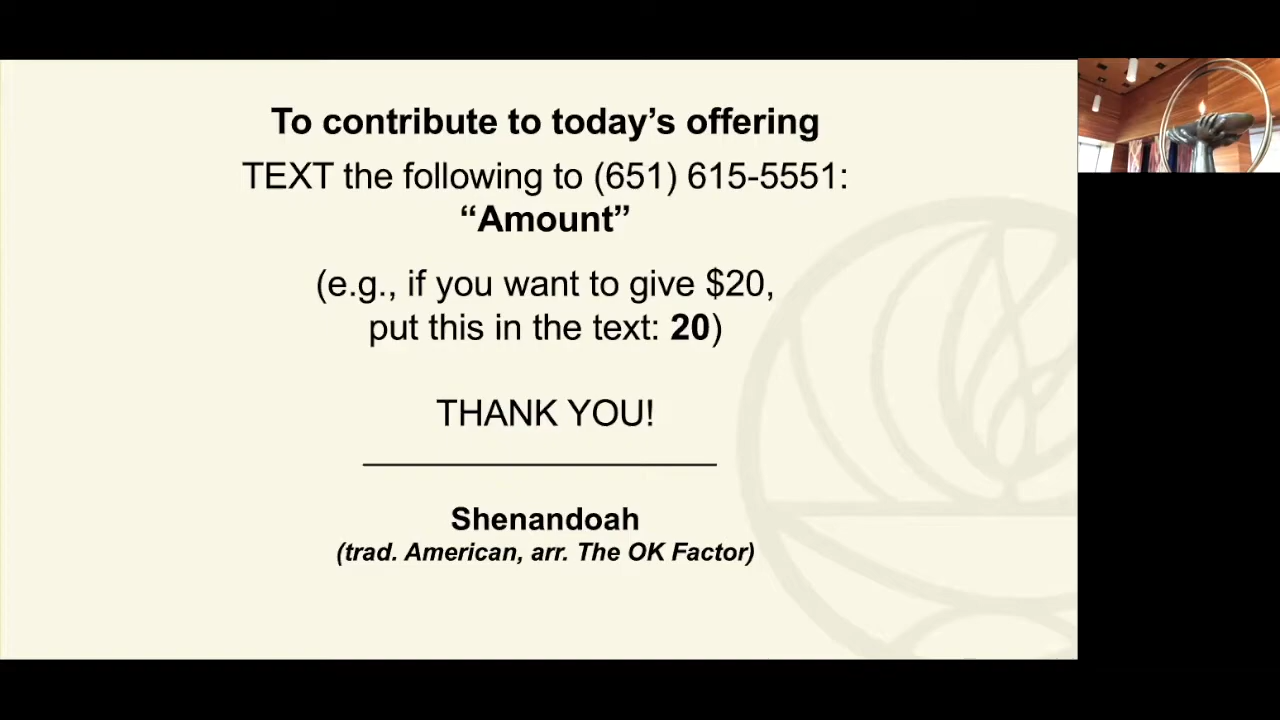 To contribute to today’s offering
TEXT the following to (651) 615-5551:
“Amount”
(e.g., if you want to give $20,
put this in the text: 20)
THANK YOU!
Shenandoah
(trad. American, arr. The OK Factor)